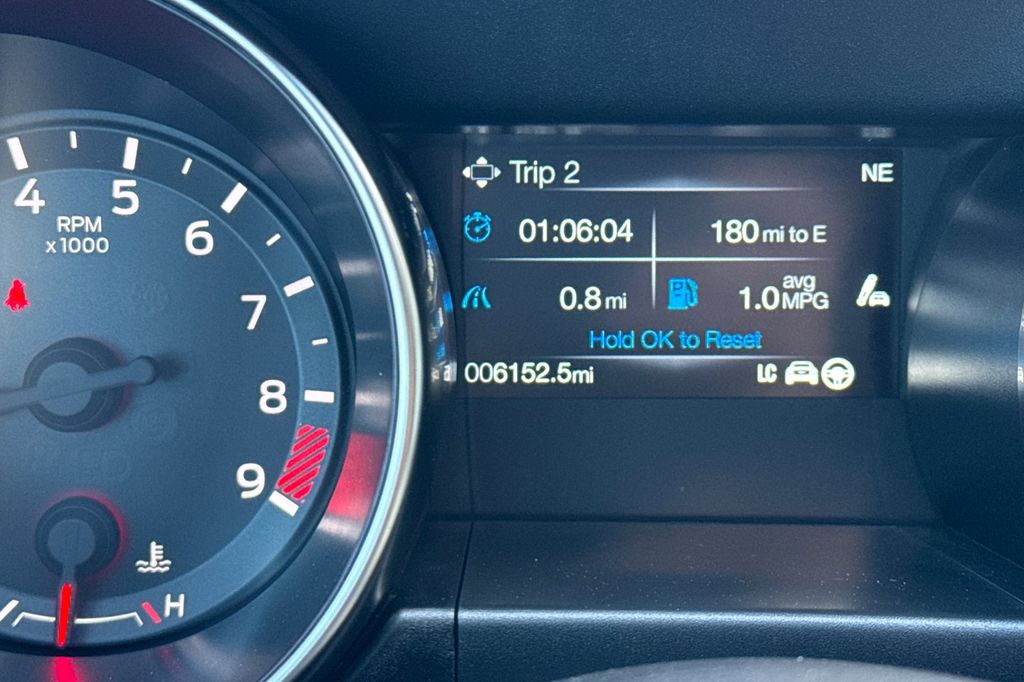 4
5
6
7
8
9
RPM
x1000
H
Trip 2
NE
01:06:04
180 mi to E
0.8 mi
1.0 avg MPG
Hold OK to Reset
006152.5mi
LC